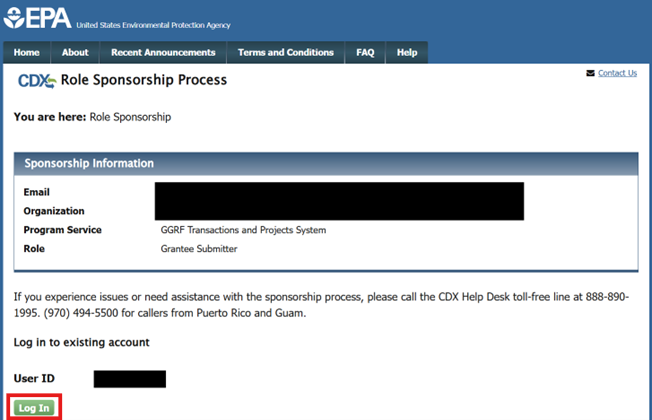 EPA United States Environmental Protection Agency
Home About Recent Announcements Terms and Conditions FAQ Help
Contact Us
CDX Role Sponsorship Process
You are here: Role Sponsorship
Sponsorship Information
Email
Organization
Program Service GGRF Transactions and Projects System
Role Grantee Submitter
If you experience issues or need assistance with the sponsorship process, please call the CDX Help Desk toll-free line at 888-890-
1995. (970) 494-5500 for callers from Puerto Rico and Guam.
Log in to existing account
User ID
Log In